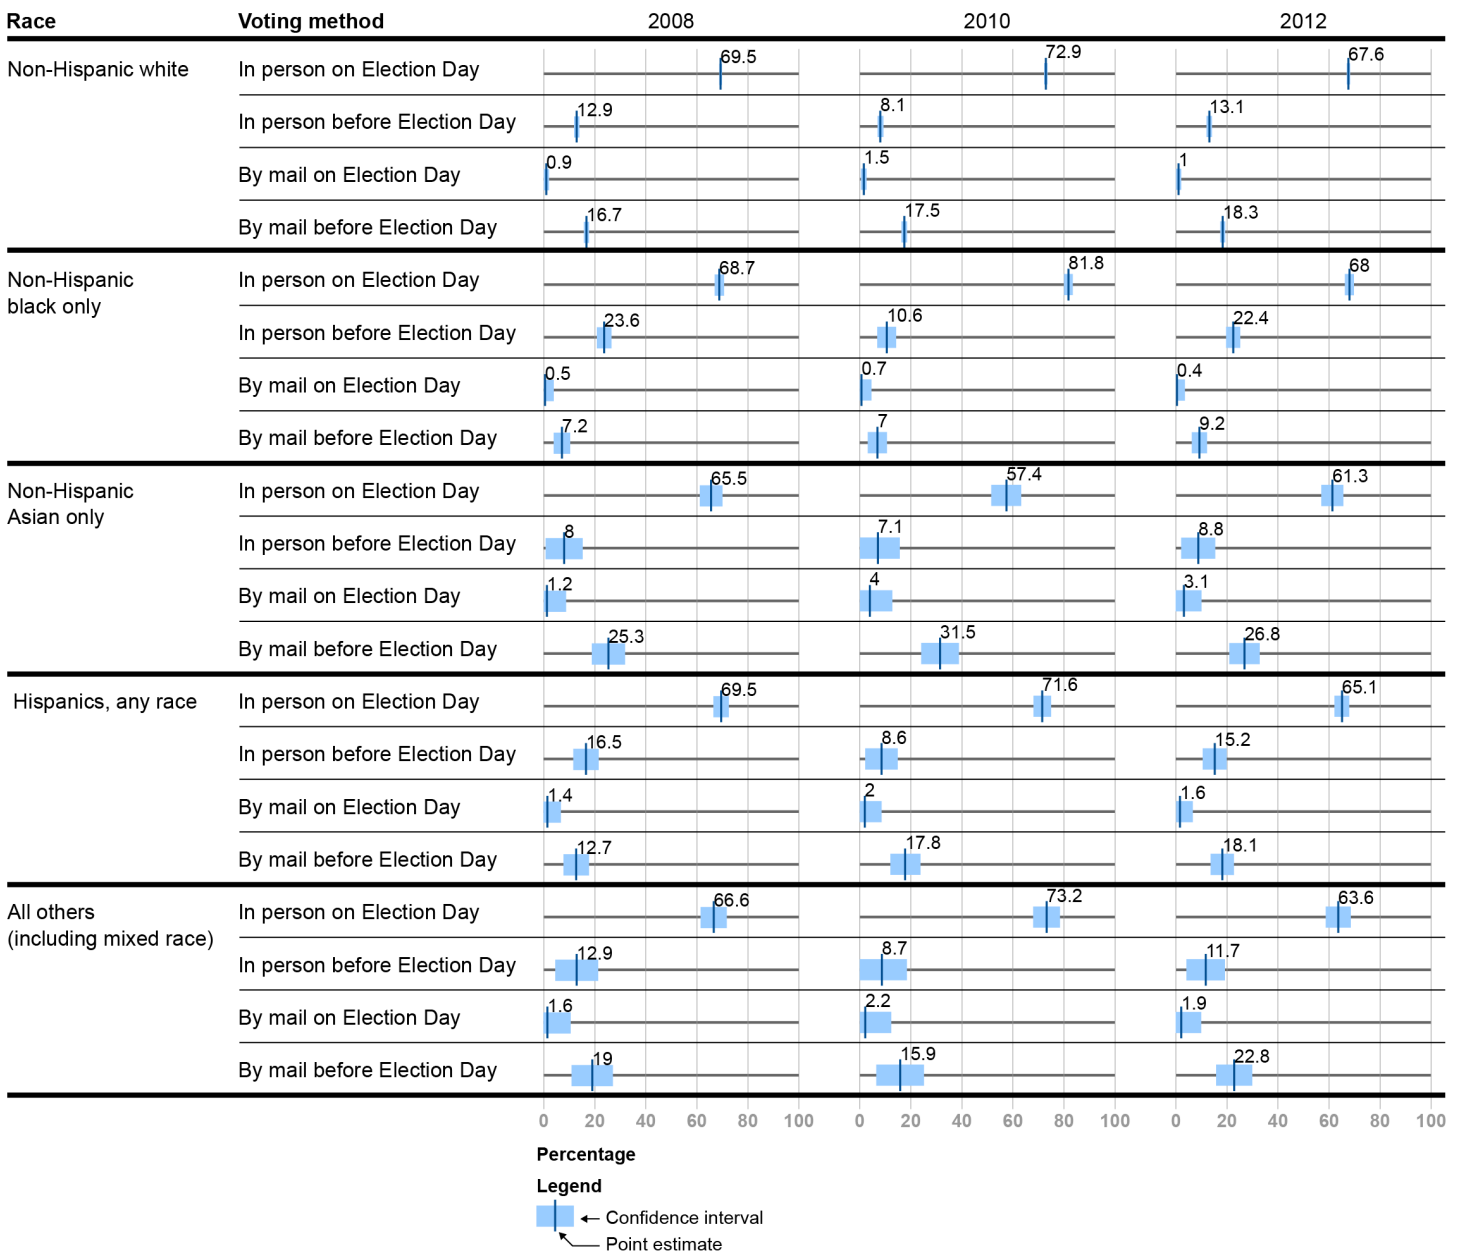 Race Voting method 2008 2010 2012
Non-Hispanic white In person on Election Day 69.5 72.9 67.6
In person before Election Day 12.9 8.1 13.1
By mail on Election Day 0.9 1.5 1
By mail before Election Day 16.7 17.5 18.3
Non-Hispanic In person on Election Day 68.7 81.8 68
black only
In person before Election Day 23.6 10.6 22.4
By mail on Election Day 0.5 0.7 0.4
By mail before Election Day 7.2 7 9.2
Non-Hispanic In person on Election Day 65.5 57.4 61.3
Asian only
In person before Election Day 8 7.1 8.8
By mail on Election Day 1.2 4 3.1
By mail before Election Day 25.3 31.5 26.8
Hispanics, any race In person on Election Day 69.5 71.6 65.1
In person before Election Day 16.5 8.6 15.2
By mail on Election Day 1.4 2 1.6
By mail before Election Day 12.7 17.8 18.1
All others In person on Election Day 66.6 73.2 63.6
(including mixed race)
In person before Election Day 12.9 8.7 11.7
By mail on Election Day 1.6 2.2 1.9
By mail before Election Day 19 15.9 22.8
0 20 40 60 80 100 0 20 40 60 80 100 0 20 40 60 80 100
Percentage
Legend
Confidence interval
Point estimate